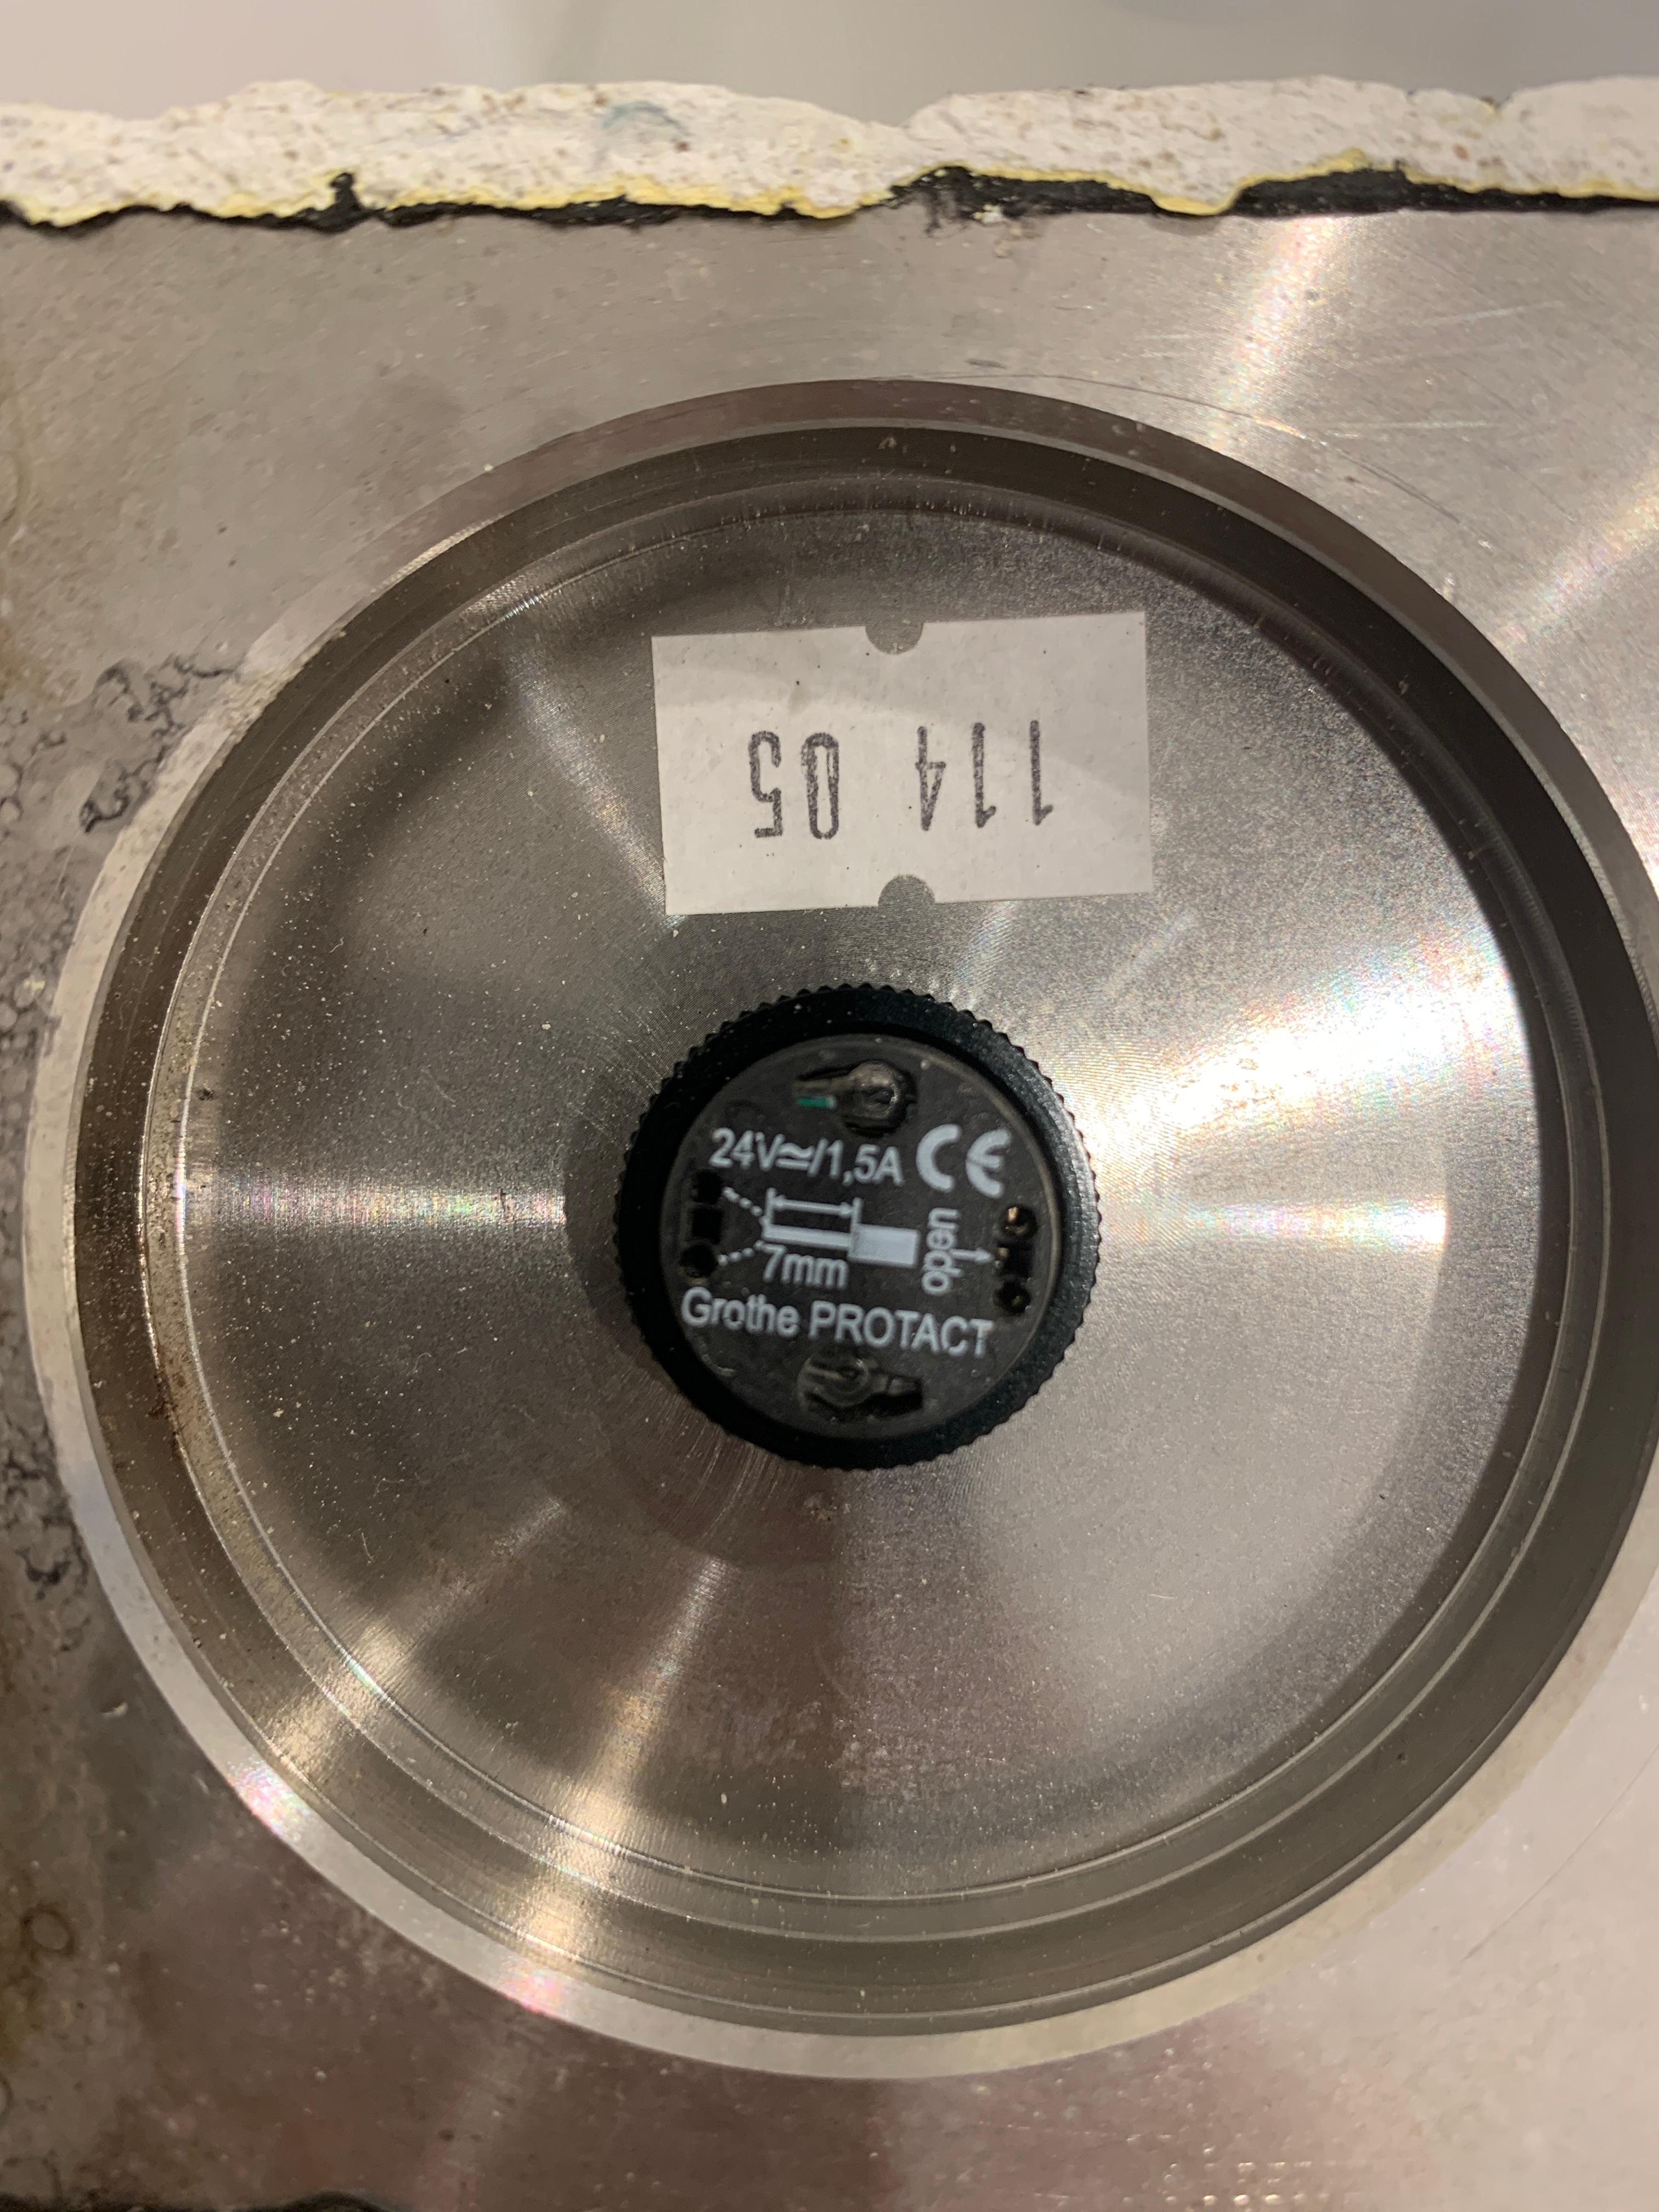 114 05
24V≃/1,5A CE
open
7mm
Grothe PROTACT